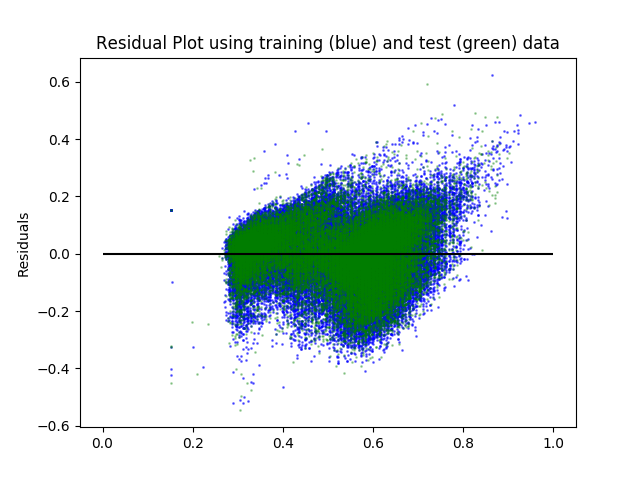 Residual Plot using training (blue) and test (green) data
0.6
0.4
0.2
0.0
−0.2
−0.4
−0.6
Residuals
0.0 0.2 0.4 0.6 0.8 1.0